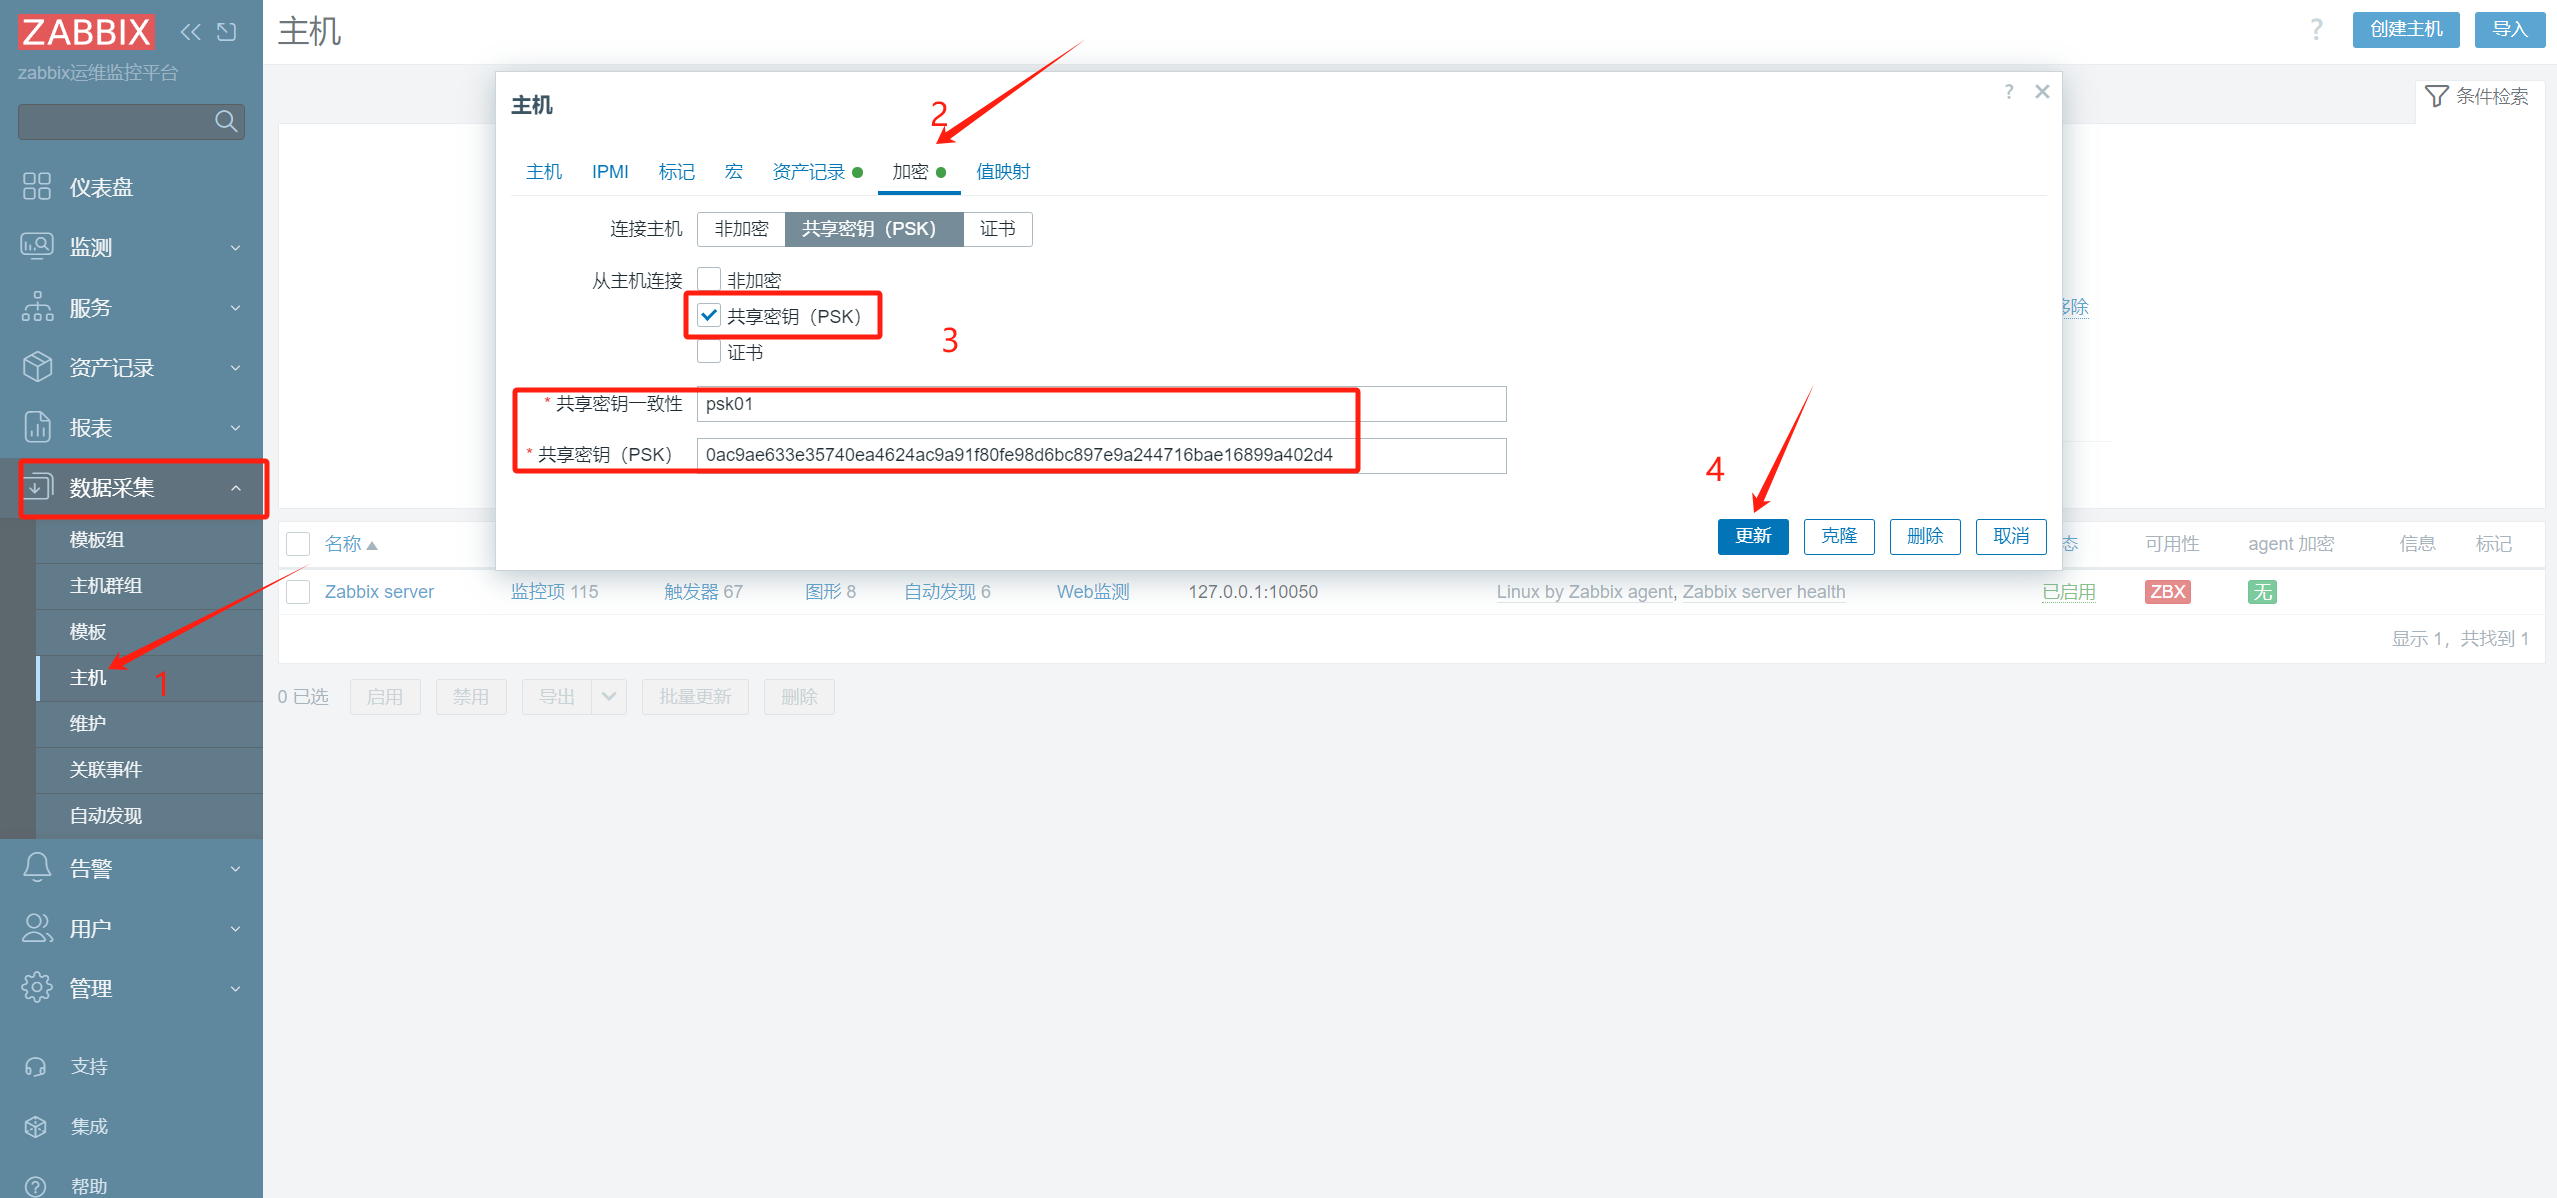 ZABBIX
zabbix运维监控平台
仪表盘
监测
服务
资产记录
报表
数据采集
模板组
主机群组
模板
主机
1
维护
关联事件
自动发现
告警
用户
管理
支持
集成
帮助
主机
? 创建主机 导入
条件检索
主机
?
2
主机 IPMI 标记 宏 资产记录 加密 值映射
连接主机 非加密 共享密钥（PSK） 证书
从主机连接 非加密
共享密钥（PSK）
3
证书
* 共享密钥一致性 psk01
* 共享密钥（PSK） 0ac9ae633e35740ea4624ac9a91f80fe98d6bc897e9a244716bae16899a402d4
4
更新 克隆 删除 取消
移除
名称 态 可用性 agent 加密 信息 标记
Zabbix server 监控项 115 触发器 67 图形 8 自动发现 6 Web监测 127.0.0.1:10050 Linux by Zabbix agent, Zabbix server health 已启用 ZBX 无
显示 1，共找到 1
0 已选 启用 禁用 导出 批量更新 删除